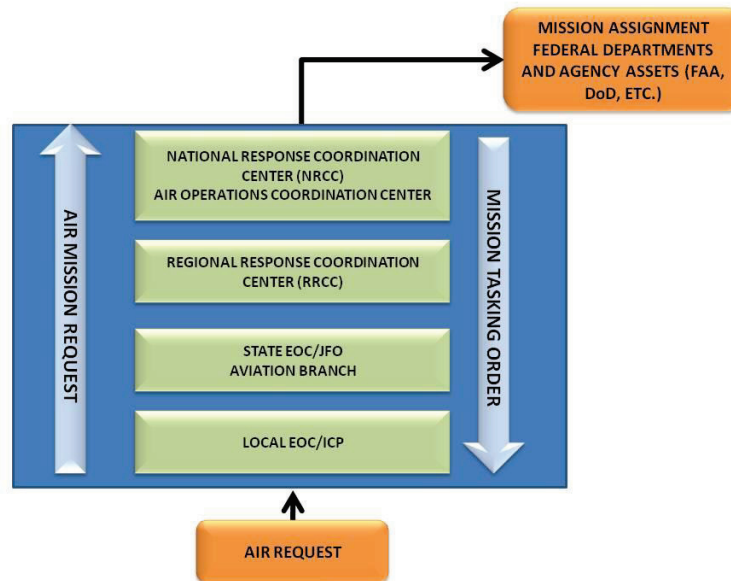 MISSION ASSIGNMENT
FEDERAL DEPARTMENTS
AND AGENCY ASSETS (FAA,
DoD, ETC.)
NATIONAL RESPONSE COORDINATION
CENTER (NRCC)
AIR OPERATIONS COORDINATION CENTER
REGIONAL RESPONSE COORDINATION
CENTER (RRCC)
STATE EOC/JFO
AVIATION BRANCH
LOCAL EOC/ICP
AIR MISSION REQUEST
MISSION TASKING ORDER
AIR REQUEST